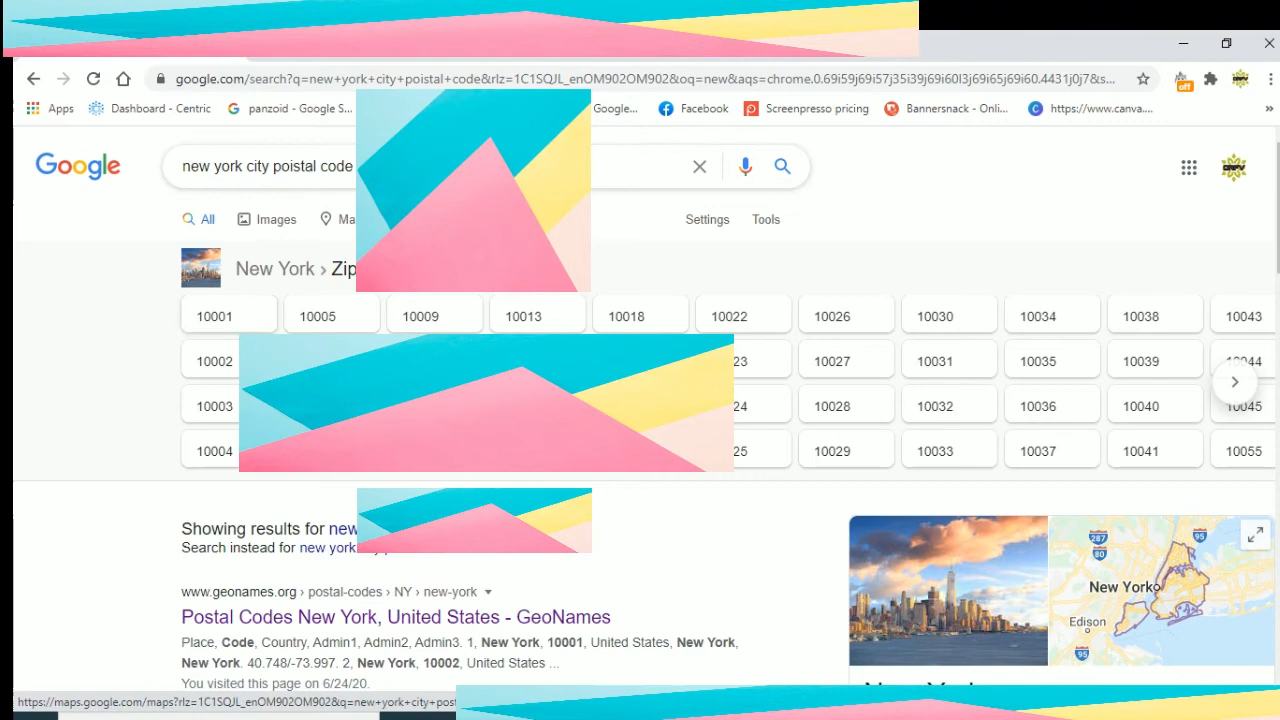 google.com/search?q=new+york+city+poistal+code&rlz=1C1SQJL_enOM902OM902&oq=new&aqs=chrome.0.69i59j69i57j35i39j69i60l3j69i65j69i60.4431j0j7&s...
off
Apps Dashboard - Centric panzoid - Google S... Google... Facebook Screenpresso pricing Bannersnack - Onli... https://www.canva....
Google
new york city poistal code
All Images Settings Tools
New York › Zip
10001 10005 10009 10013 10018 10022 10026 10030 10034 10038 10043
10002 23 10027 10031 10035 10039
10003 24 10028 10032 10036 10040 10045
10004 25 10029 10033 10037 10041 10055
Showing results for new
Search instead for new york
www.geonames.org › postal-codes › NY › new-york
Postal Codes New York, United States - GeoNames
Place, Code, Country, Admin1, Admin2, Admin3. 1, New York, 10001, United States, New York,
New York. 40.748/-73.997. 2, New York, 10002, United States ...
You visited this page on 6/24/20.
287
80
95
New York
Edison
95
https://maps.google.com/maps?rlz=1C1SQJL_enOM902OM902&q=new+york+city+post